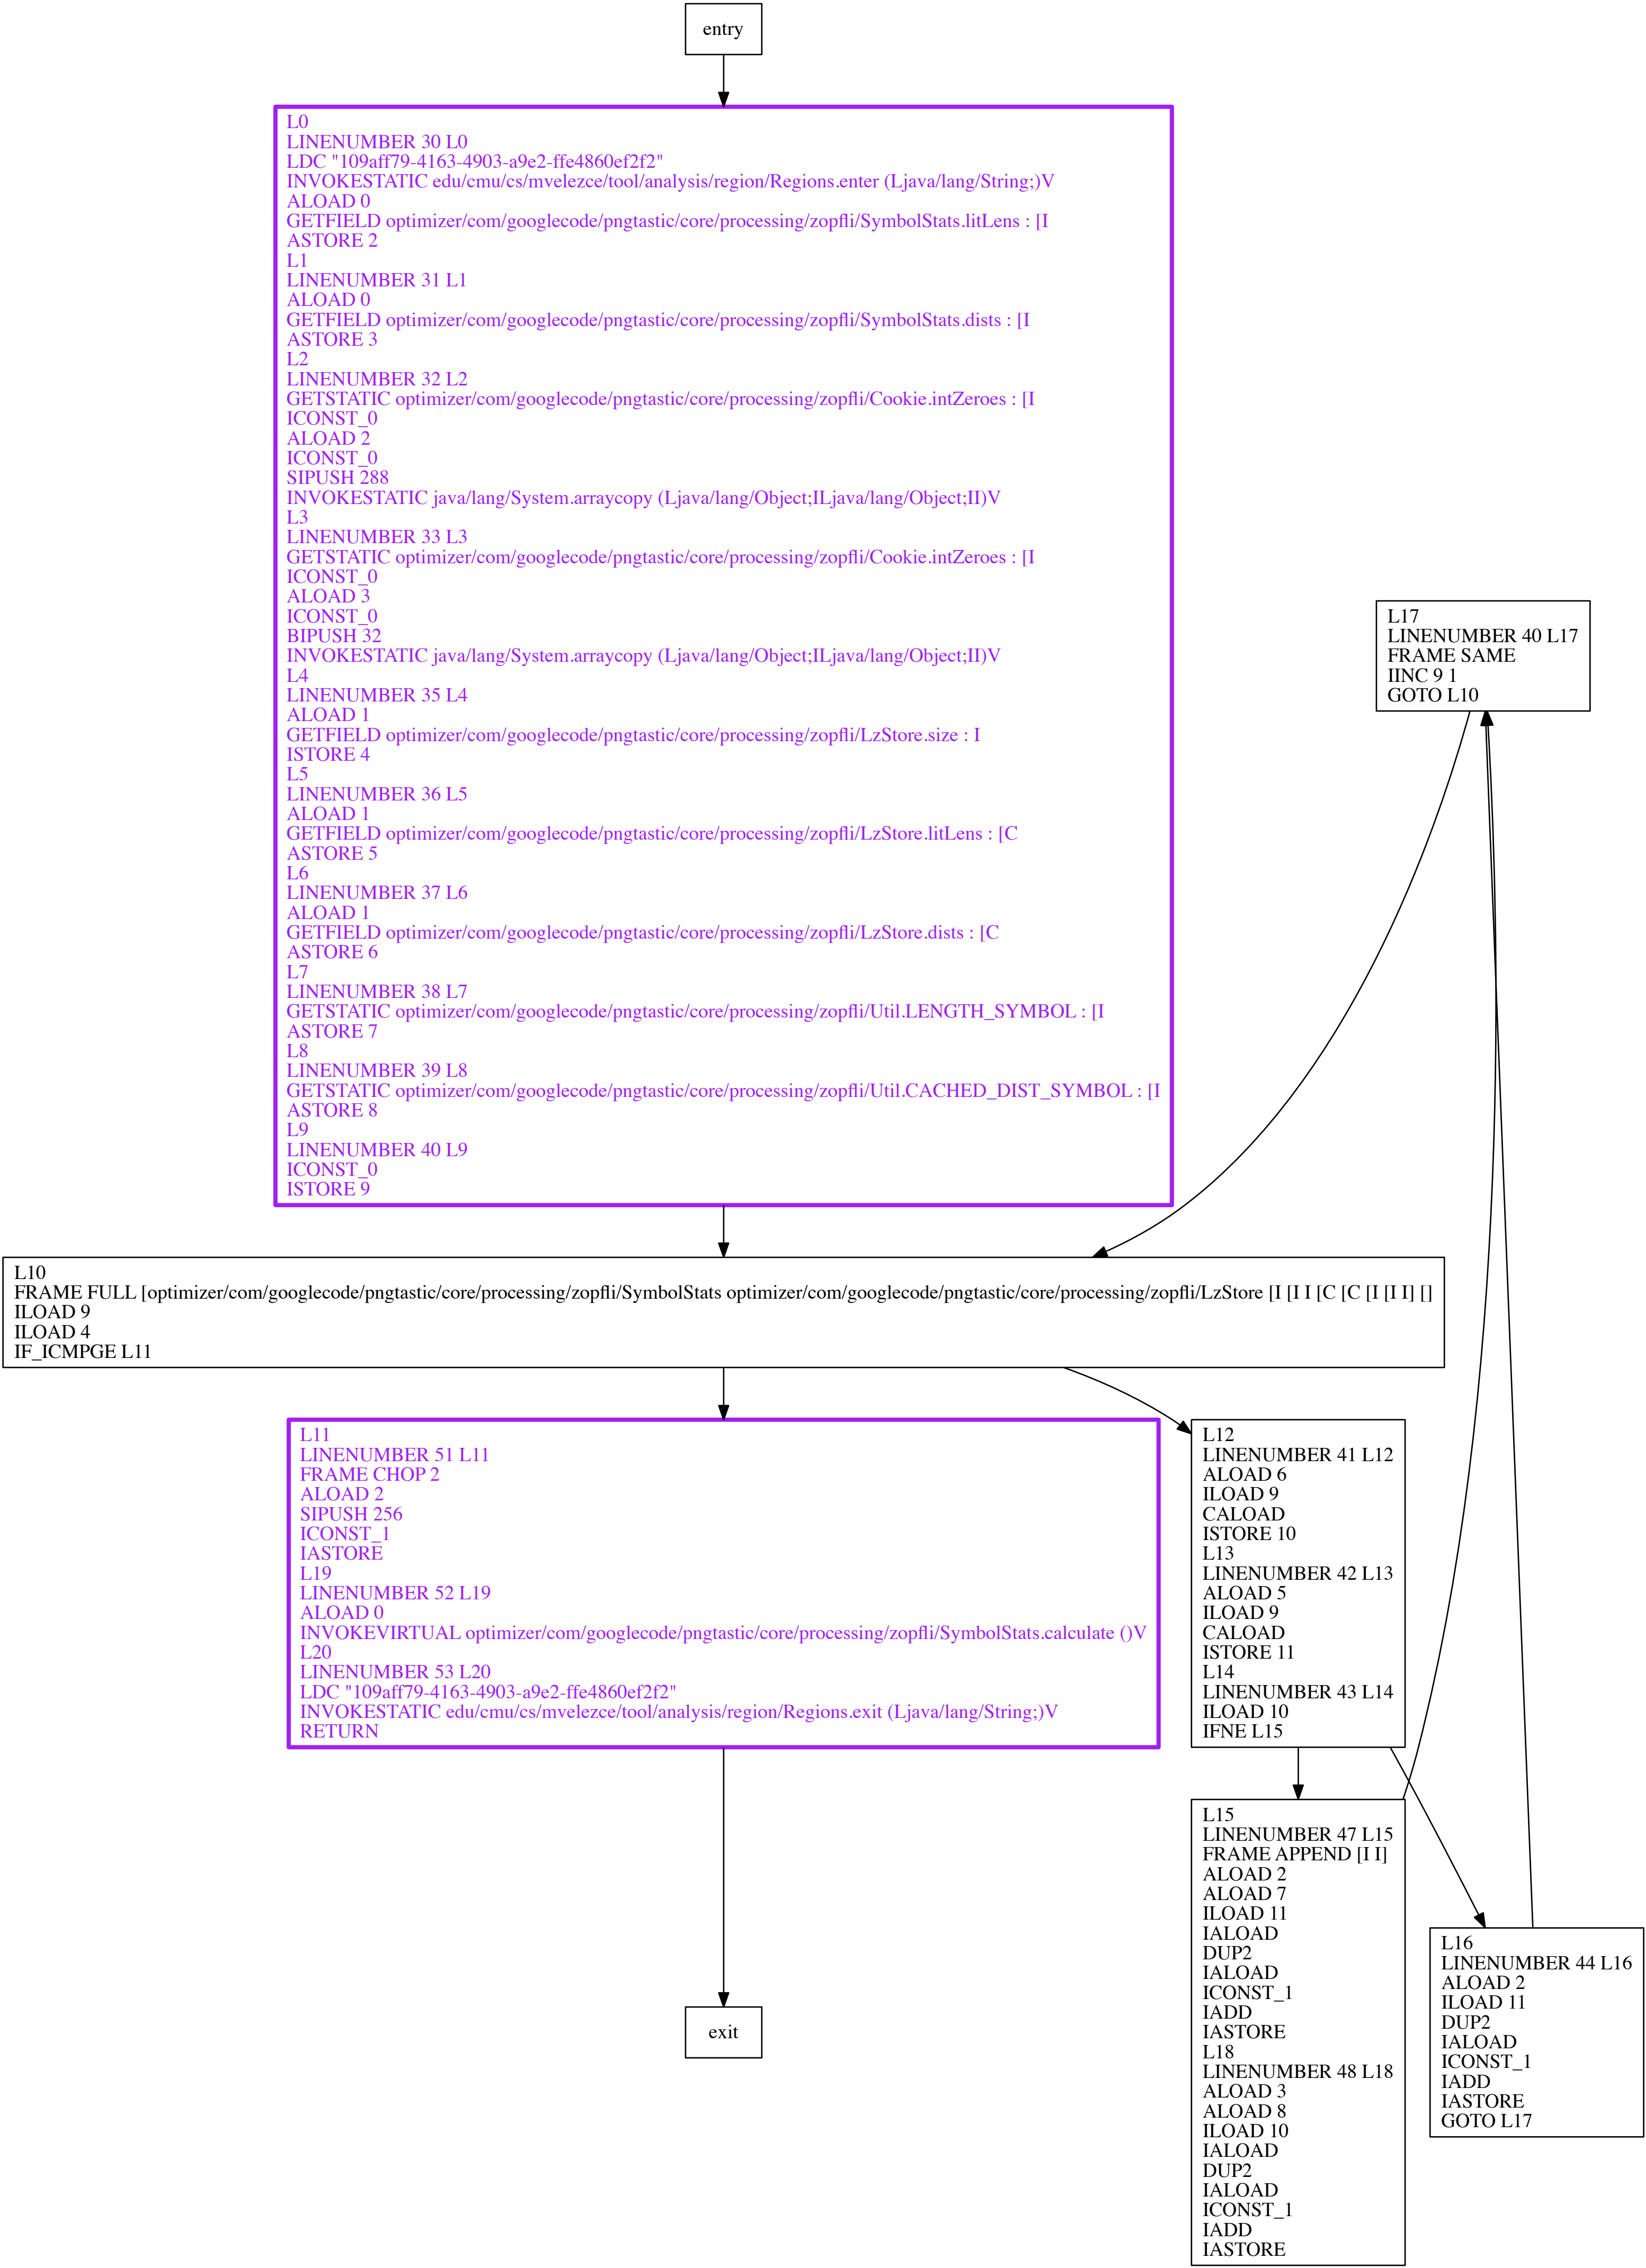 entry
L0
LINENUMBER 30 L0
LDC "109aff79-4163-4903-a9e2-ffe4860ef2f2"
INVOKESTATIC edu/cmu/cs/mvelezce/tool/analysis/region/Regions.enter (Ljava/lang/String;)V
ALOAD 0
GETFIELD optimizer/com/googlecode/pngtastic/core/processing/zopfli/SymbolStats.litLens : [I
ASTORE 2
L1
LINENUMBER 31 L1
ALOAD 0
GETFIELD optimizer/com/googlecode/pngtastic/core/processing/zopfli/SymbolStats.dists : [I
ASTORE 3
L2
LINENUMBER 32 L2
GETSTATIC optimizer/com/googlecode/pngtastic/core/processing/zopfli/Cookie.intZeroes : [I
ICONST_0
ALOAD 2
ICONST_0
SIPUSH 288
INVOKESTATIC java/lang/System.arraycopy (Ljava/lang/Object;ILjava/lang/Object;II)V
L3
LINENUMBER 33 L3
GETSTATIC optimizer/com/googlecode/pngtastic/core/processing/zopfli/Cookie.intZeroes : [I
ICONST_0
ALOAD 3
ICONST_0
BIPUSH 32
INVOKESTATIC java/lang/System.arraycopy (Ljava/lang/Object;ILjava/lang/Object;II)V
L4
LINENUMBER 35 L4
ALOAD 1
GETFIELD optimizer/com/googlecode/pngtastic/core/processing/zopfli/LzStore.size : I
ISTORE 4
L5
LINENUMBER 36 L5
ALOAD 1
GETFIELD optimizer/com/googlecode/pngtastic/core/processing/zopfli/LzStore.litLens : [C
ASTORE 5
L6
LINENUMBER 37 L6
ALOAD 1
GETFIELD optimizer/com/googlecode/pngtastic/core/processing/zopfli/LzStore.dists : [C
ASTORE 6
L7
LINENUMBER 38 L7
GETSTATIC optimizer/com/googlecode/pngtastic/core/processing/zopfli/Util.LENGTH_SYMBOL : [I
ASTORE 7
L8
LINENUMBER 39 L8
GETSTATIC optimizer/com/googlecode/pngtastic/core/processing/zopfli/Util.CACHED_DIST_SYMBOL : [I
ASTORE 8
L9
LINENUMBER 40 L9
ICONST_0
ISTORE 9
L17
LINENUMBER 40 L17
FRAME SAME
IINC 9 1
GOTO L10
L10
FRAME FULL [optimizer/com/googlecode/pngtastic/core/processing/zopfli/SymbolStats optimizer/com/googlecode/pngtastic/core/processing/zopfli/LzStore [I [I I [C [C [I [I I] []
ILOAD 9
ILOAD 4
IF_ICMPGE L11
L11
LINENUMBER 51 L11
FRAME CHOP 2
ALOAD 2
SIPUSH 256
ICONST_1
IASTORE
L19
LINENUMBER 52 L19
ALOAD 0
INVOKEVIRTUAL optimizer/com/googlecode/pngtastic/core/processing/zopfli/SymbolStats.calculate ()V
L20
LINENUMBER 53 L20
LDC "109aff79-4163-4903-a9e2-ffe4860ef2f2"
INVOKESTATIC edu/cmu/cs/mvelezce/tool/analysis/region/Regions.exit (Ljava/lang/String;)V
RETURN
L12
LINENUMBER 41 L12
ALOAD 6
ILOAD 9
CALOAD
ISTORE 10
L13
LINENUMBER 42 L13
ALOAD 5
ILOAD 9
CALOAD
ISTORE 11
L14
LINENUMBER 43 L14
ILOAD 10
IFNE L15
L15
LINENUMBER 47 L15
FRAME APPEND [I I]
ALOAD 2
ALOAD 7
ILOAD 11
IALOAD
DUP2
IALOAD
ICONST_1
IADD
IASTORE
L18
LINENUMBER 48 L18
ALOAD 3
ALOAD 8
ILOAD 10
IALOAD
DUP2
IALOAD
ICONST_1
IADD
IASTORE
L16
LINENUMBER 44 L16
ALOAD 2
ILOAD 11
DUP2
IALOAD
ICONST_1
IADD
IASTORE
GOTO L17
exit